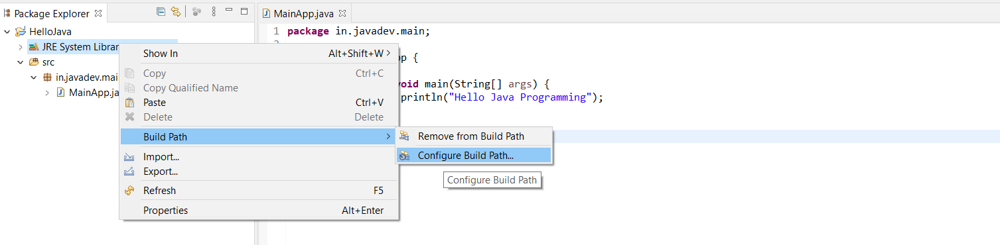 Package Explorer
HelloJava
JRE System Librar
src
in.javadev.mai
MainApp.ja
Show In Alt+Shift+W
Copy Ctrl+C
Copy Qualified Name
Paste Ctrl+V
Delete Delete
Build Path
Import...
Export...
Refresh F5
Properties Alt+Enter
Remove from Build Path
Configure Build Path...
Configure Build Path
MainApp.java
1 package in.javadev.main;
pp {
void main(String[] args) {
.println("Hello Java Programming");